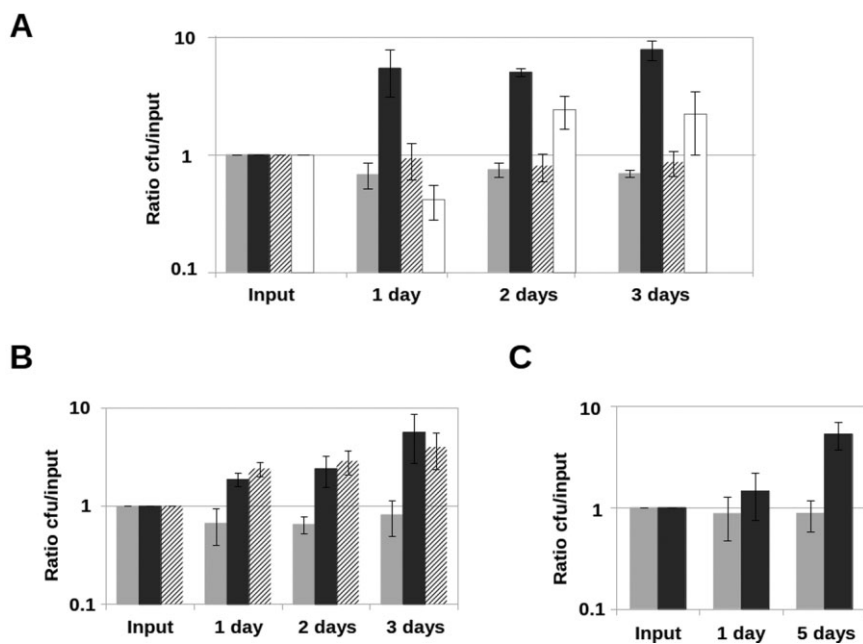 A
Ratio cfu/input
10
1
0.1
Input 1 day 2 days 3 days
B
Ratio cfu/input
10
1
0.1
Input 1 day 2 days 3 days
C
Ratio cfu/input
10
1
0.1
Input 1 day 5 days